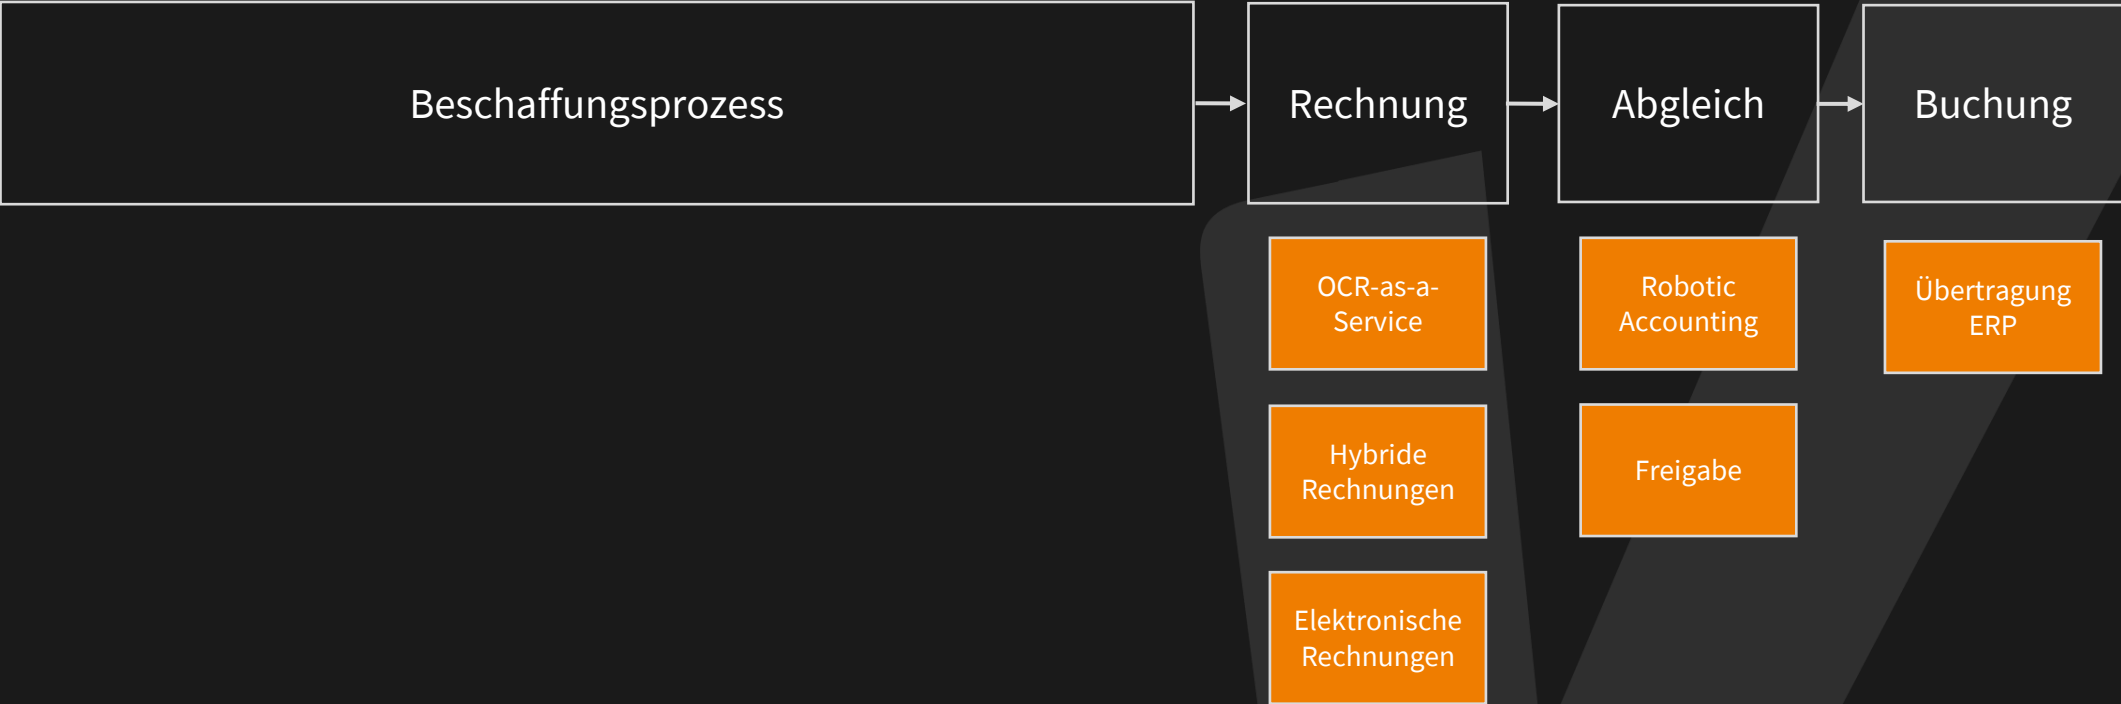 Beschaffungsprozess
Rechnung
Abgleich
Buchung
OCR-as-a-
Service
Robotic
Accounting
Übertragung
ERP
Hybride
Rechnungen
Freigabe
Elektronische
Rechnungen